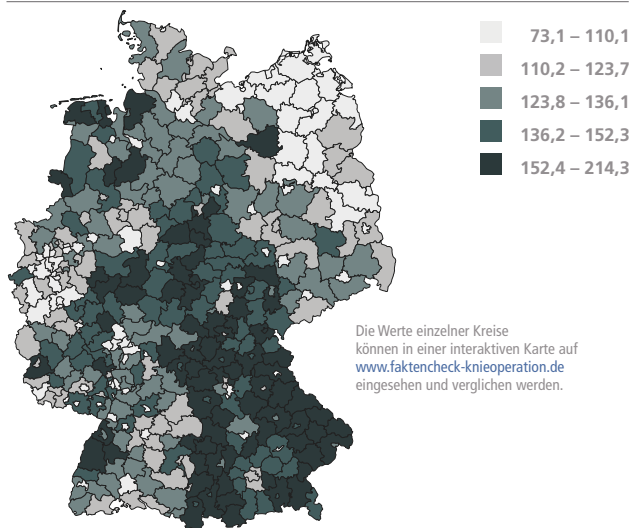 73,1 – 110,1
110,2 – 123,7
123,8 – 136,1
136,2 – 152,3
152,4 – 214,3
Die Werte einzelner Kreise
können in einer interaktiven Karte auf
www.faktencheck-knieoperation.de
eingesehen und verglichen werden.